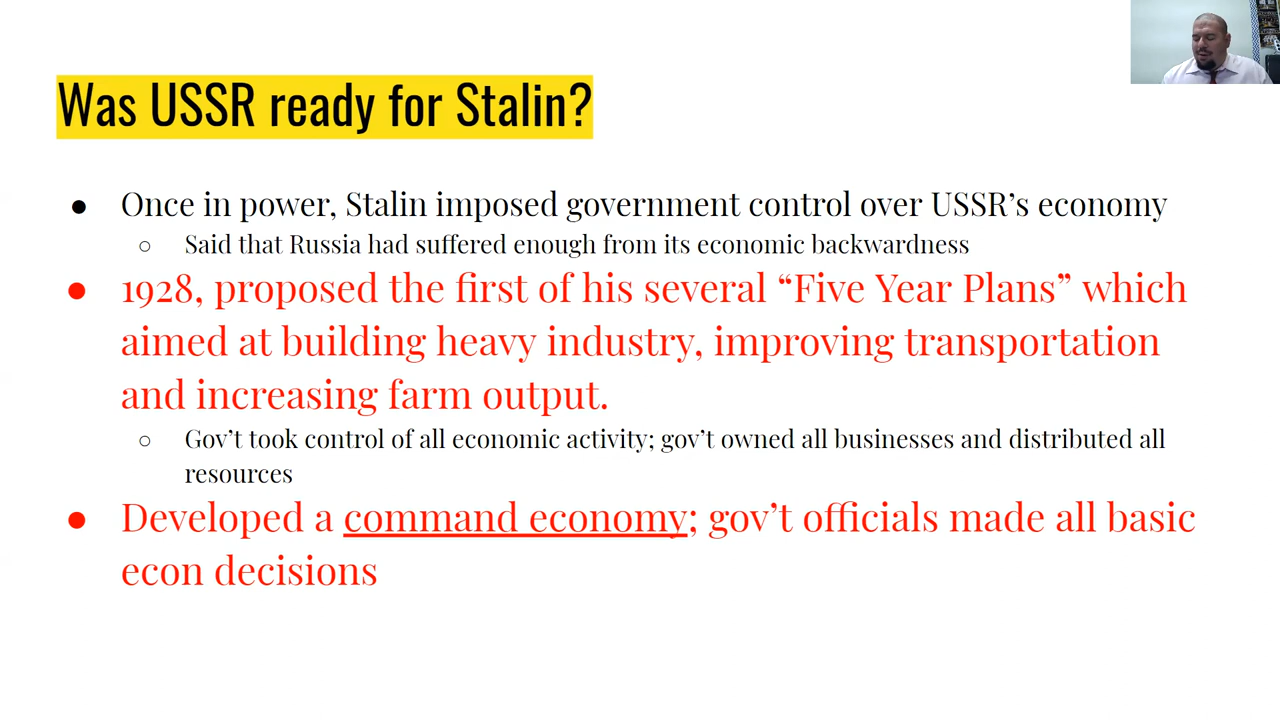 Was USSR ready for Stalin?
● Once in power, Stalin imposed government control over USSR’s economy
○ Said that Russia had suffered enough from its economic backwardness
● 1928, proposed the first of his several “Five Year Plans” which
aimed at building heavy industry, improving transportation
and increasing farm output.
○ Gov’t took control of all economic activity; gov’t owned all businesses and distributed all
resources
● Developed a command economy; gov’t officials made all basic
econ decisions